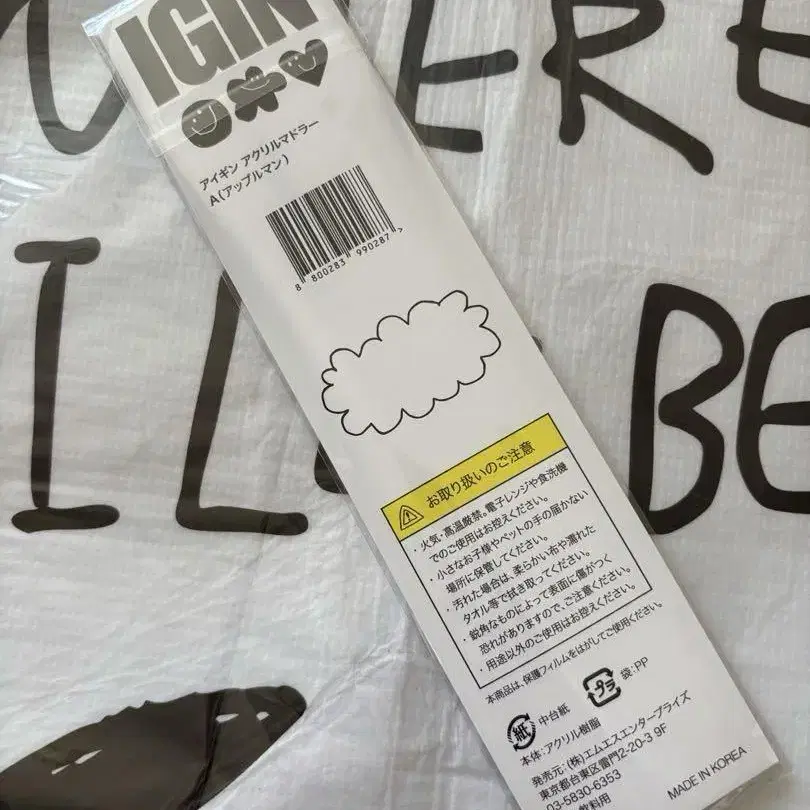 IGIN
アイギン アクリルマドラー
A(アップルマン)
8 800283 990287 >
お取り扱いのご注意
・火気・高温厳禁。電子レンジや食洗機
でのご使用はお控えください。
・小さなお子様やペットの手の届かない
場所に保管してください。
・汚れた場合は、柔らかい布や濡れた
タオル等で拭き取ってください。
・鋭角なものによって表面に傷がつく
恐れがありますので、ご注意ください。
・用途以外のご使用はお控えください。
本商品は、保護フィルムをはがしてご使用ください。
紙 中台紙 プラ 袋:PP
本体:アクリル樹脂
発売元:(株)エムエスエンタープライズ
東京都台東区雷門2-20-3 9F
03-5830-6353
MADE IN KOREA
ERE
BE